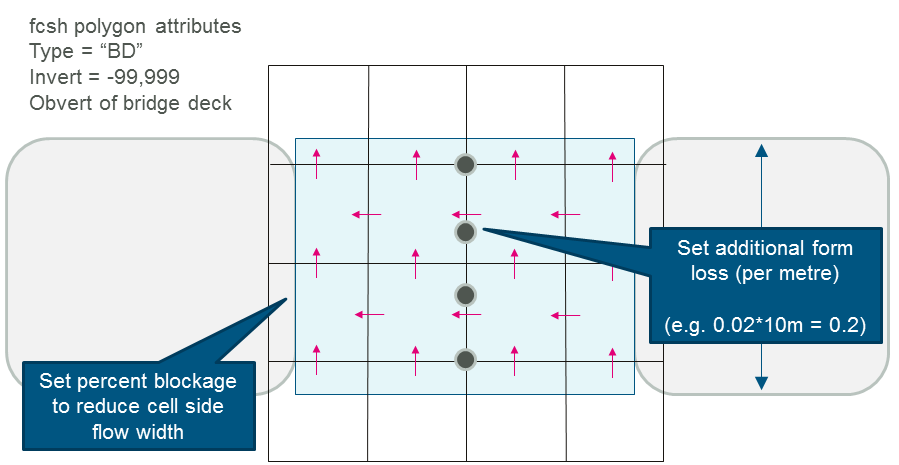 fcsh polygon attributes
Type = “BD”
Invert = -99,999
Obvert of bridge deck
Set additional form
loss (per metre)
(e.g. 0.02*10m = 0.2)
Set percent blockage
to reduce cell side
flow width